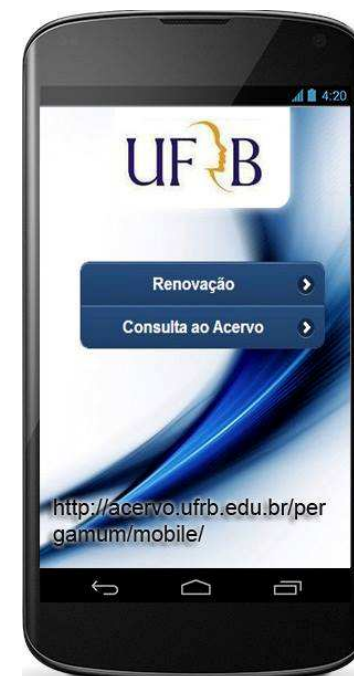 4:20
UFRB
Renovação
Consulta ao Acervo
http://acervo.ufrb.edu.br/per
gamum/mobile/